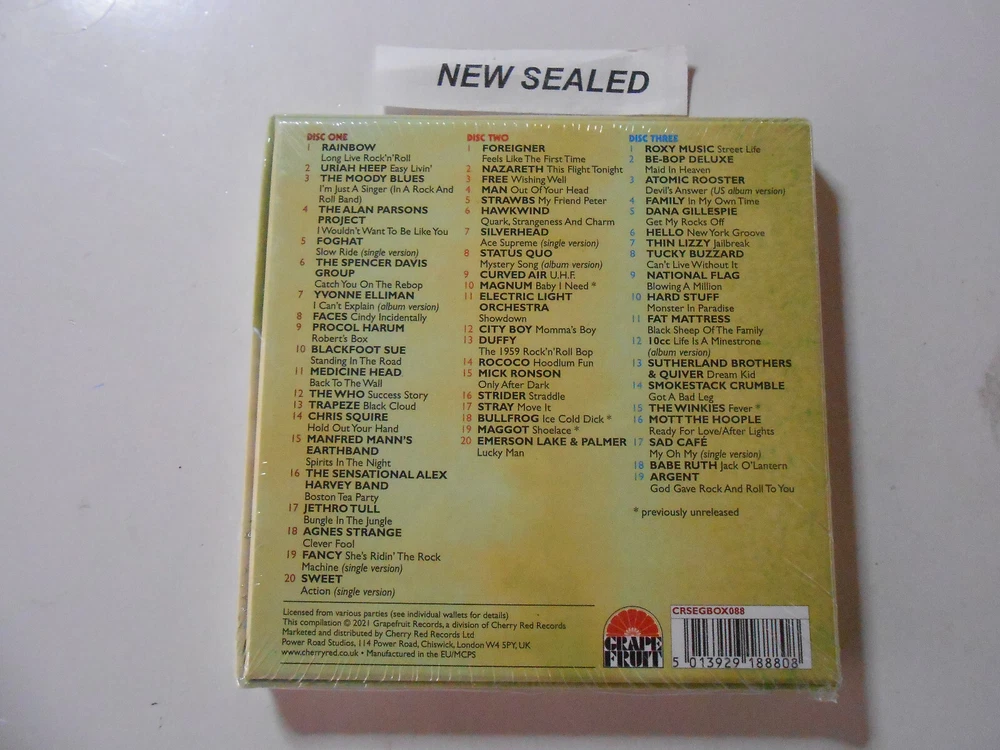 NEW SEALED
DISC ONE
1 RAINBOW
Long Live Rock'n'Roll
2 URIAH HEEP Easy Livin'
3 THE MOODY BLUES
I'm Just A Singer (In A Rock And
Roll Band)
4 THE ALAN PARSONS
PROJECT
I Wouldn't Want To Be Like You
5 FOGHAT
Slow Ride (single version)
6 THE SPENCER DAVIS
GROUP
Catch You On The Rebop
7 YVONNE ELLIMAN
I Can't Explain (album version)
8 FACES Cindy Incidentally
9 PROCOL HARUM
Robert's Box
10 BLACKFOOT SUE
Standing In The Road
11 MEDICINE HEAD
Back To The Wall
12 THE WHO Success Story
13 TRAPEZE Black Cloud
14 CHRIS SQUIRE
Hold Out Your Hand
15 MANFRED MANN'S
EARTHBAND
Spirits In The Night
16 THE SENSATIONAL ALEX
HARVEY BAND
Boston Tea Party
17 JETHRO TULL
Bungle In The Jungle
18 AGNES STRANGE
Clever Fool
19 FANCY She's Ridin' The Rock
Machine (single version)
20 SWEET
Action (single version)
DISC TWO
1 FOREIGNER
Feels Like The First Time
2 NAZARETH This Flight Tonight
3 FREE Wishing Well
4 MAN Out Of Your Head
5 STRAWBS My Friend Peter
6 HAWKWIND
Quark, Strangeness And Charm
7 SILVERHEAD
Ace Supreme (single version)
8 STATUS QUO
Mystery Song (album version)
9 CURVED AIR U.H.F.
10 MAGNUM Baby I Need *
11 ELECTRIC LIGHT
ORCHESTRA
Showdown
12 CITY BOY Momma's Boy
13 DUFFY
The 1959 Rock'n'Roll Bop
14 ROCOCO Hoodlum Fun
15 MICK RONSON
Only After Dark
16 STRIDER Straddle
17 STRAY Move It
18 BULLFROG Ice Cold Dick *
19 MAGGOT Shoelace *
20 EMERSON LAKE & PALMER
Lucky Man
DISC THREE
1 ROXY MUSIC Street Life
2 BE-BOP DELUXE
Maid In Heaven
3 ATOMIC ROOSTER
Devil's Answer (US album version)
4 FAMILY In My Own Time
5 DANA GILLESPIE
Get My Rocks Off
6 HELLO New York Groove
7 THIN LIZZY Jailbreak
8 TUCKY BUZZARD
Can't Live Without It
9 NATIONAL FLAG
Blowing A Million
10 HARD STUFF
Monster In Paradise
11 FAT MATTRESS
Black Sheep Of The Family
12 10cc Life Is A Minestrone
(album version)
13 SUTHERLAND BROTHERS
& QUIVER Dream Kid
14 SMOKESTACK CRUMBLE
Got A Bad Leg
15 THE WINKIES Fever *
16 MOTT THE HOOPLE
Ready For Love/After Lights
17 SAD CAFÉ
My Oh My (single version)
18 BABE RUTH Jack O'Lantern
19 ARGENT
God Gave Rock And Roll To You
* previously unreleased
Licensed from various parties (see individual wallets for details)
This compilation © 2021 Grapefruit Records, a division of Cherry Red Records
Marketed and distributed by Cherry Red Records Ltd
Power Road Studios, 114 Power Road, Chiswick, London W4 5PY, UK
www.cherryred.co.uk • Manufactured in the EU/MCPS
GRAPE
FRUIT
CRSEGBOX088
5 013929 188808